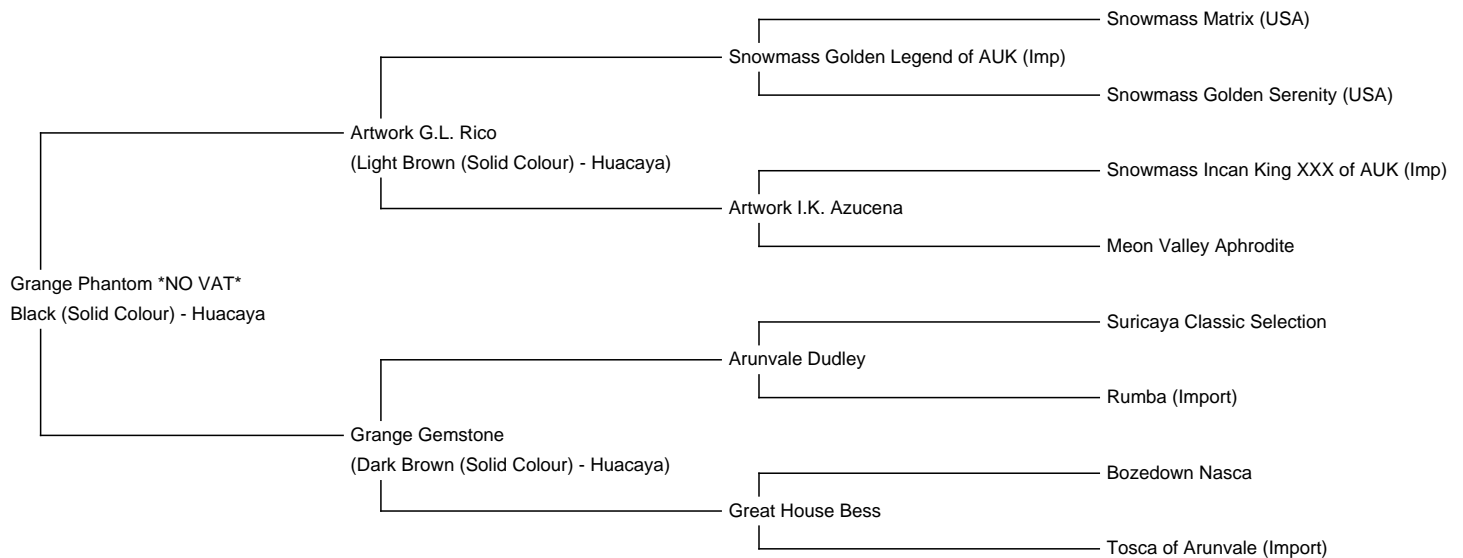 Snowmass Matrix (USA)
Snowmass Golden Legend of AUK (Imp)
Snowmass Golden Serenity (USA)
Artwork G.L. Rico
(Light Brown (Solid Colour) - Huacaya)
Snowmass Incan King XXX of AUK (Imp)
Artwork I.K. Azucena
Meon Valley Aphrodite
Grange Phantom *NO VAT*
Black (Solid Colour) - Huacaya
Suricaya Classic Selection
Arunvale Dudley
Rumba (Import)
Grange Gemstone
(Dark Brown (Solid Colour) - Huacaya)
Bozedown Nasca
Great House Bess
Tosca of Arunvale (Import)